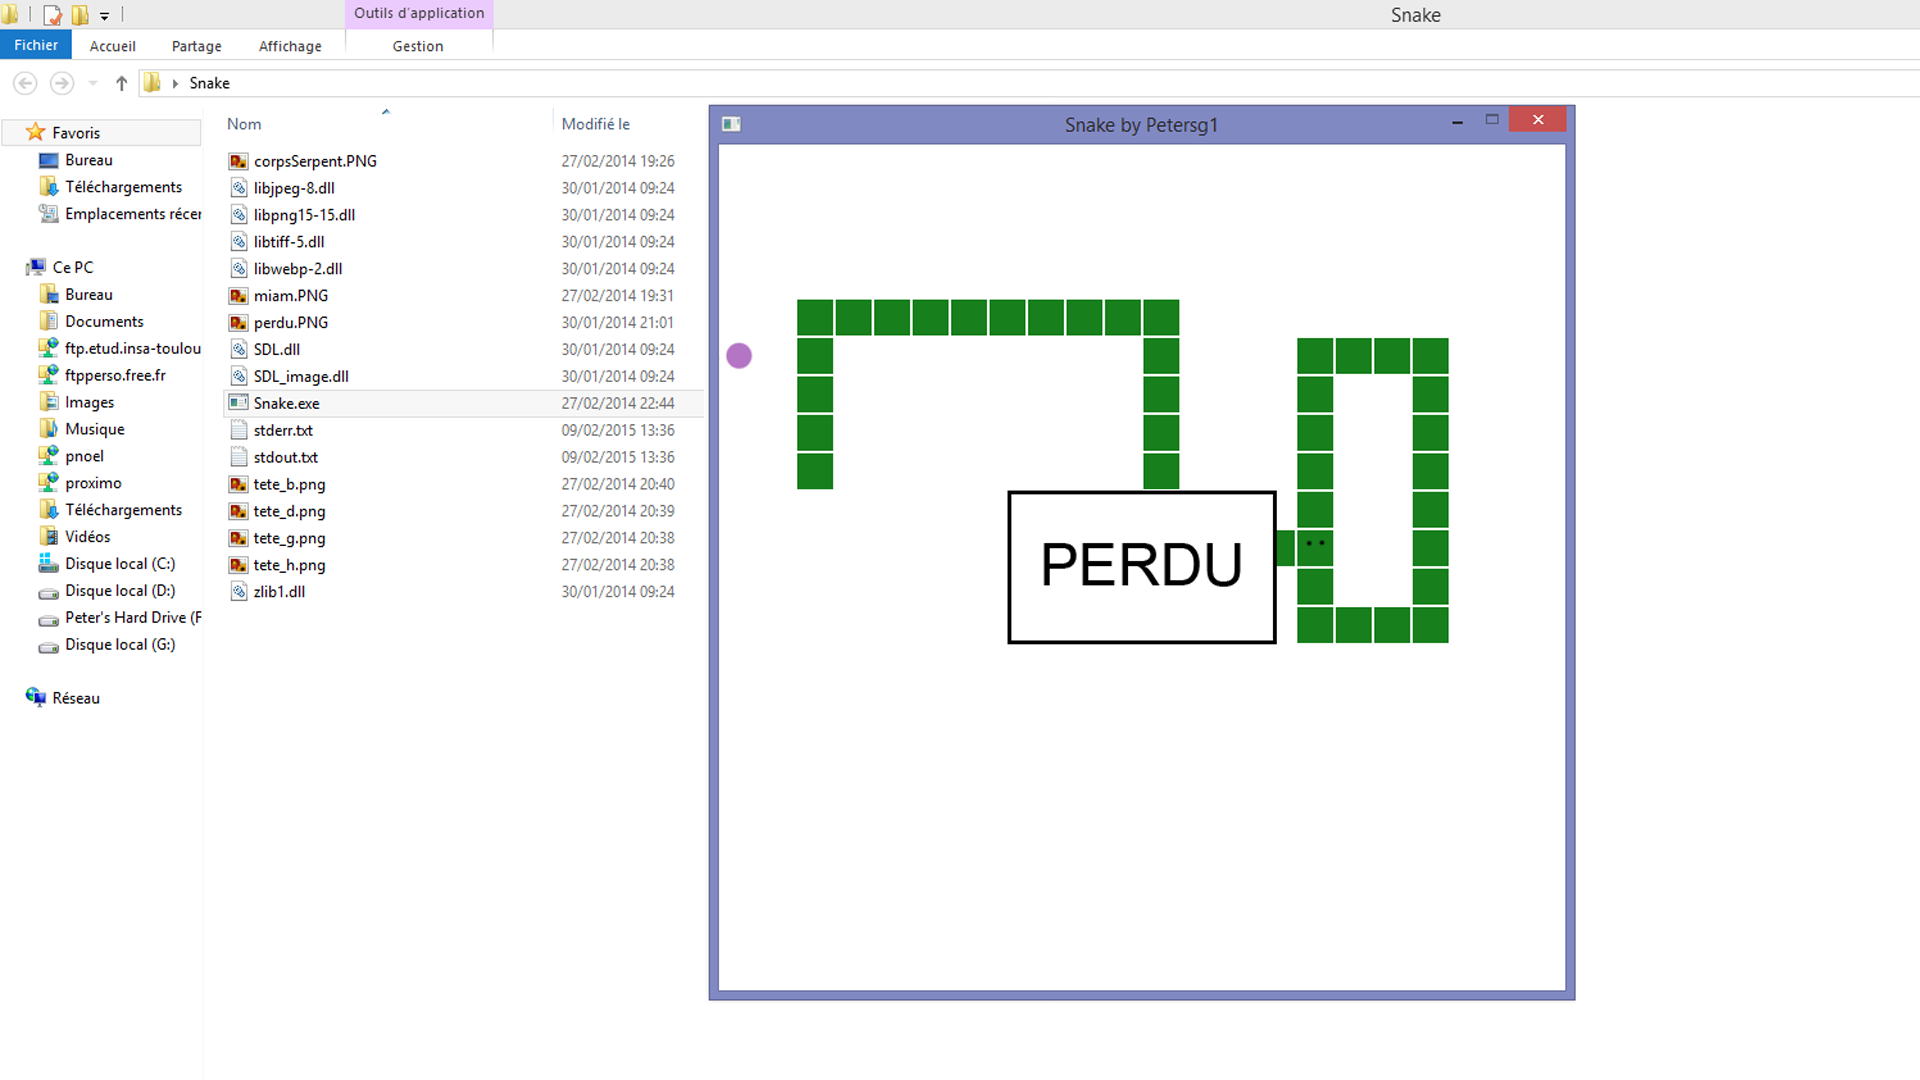 Outils d'application
Snake
Fichier
Accueil
Partage
Affichage
Gestion
Snake
Favoris
Bureau
Téléchargements
Emplacements récer
Ce PC
Bureau
Documents
ftp.etud.insa-toulou
ftpperso.free.fr
Images
Musique
pnoel
proximo
Téléchargements
Vidéos
Disque local (C:)
Disque local (D:)
Peter's Hard Drive (F
Disque local (G:)
Réseau
Nom Modifié le
corpsSerpent.PNG 27/02/2014 19:26
libjpeg-8.dll 30/01/2014 09:24
libpng15-15.dll 30/01/2014 09:24
libtiff-5.dll 30/01/2014 09:24
libwebp-2.dll 30/01/2014 09:24
miam.PNG 27/02/2014 19:31
perdu.PNG 30/01/2014 21:01
SDL.dll 30/01/2014 09:24
SDL_image.dll 30/01/2014 09:24
Snake.exe 27/02/2014 22:44
stderr.txt 09/02/2015 13:36
stdout.txt 09/02/2015 13:36
tete_b.png 27/02/2014 20:40
tete_d.png 27/02/2014 20:39
tete_g.png 27/02/2014 20:38
tete_h.png 27/02/2014 20:38
zlib1.dll 30/01/2014 09:24
Snake by Petersg1
PERDU